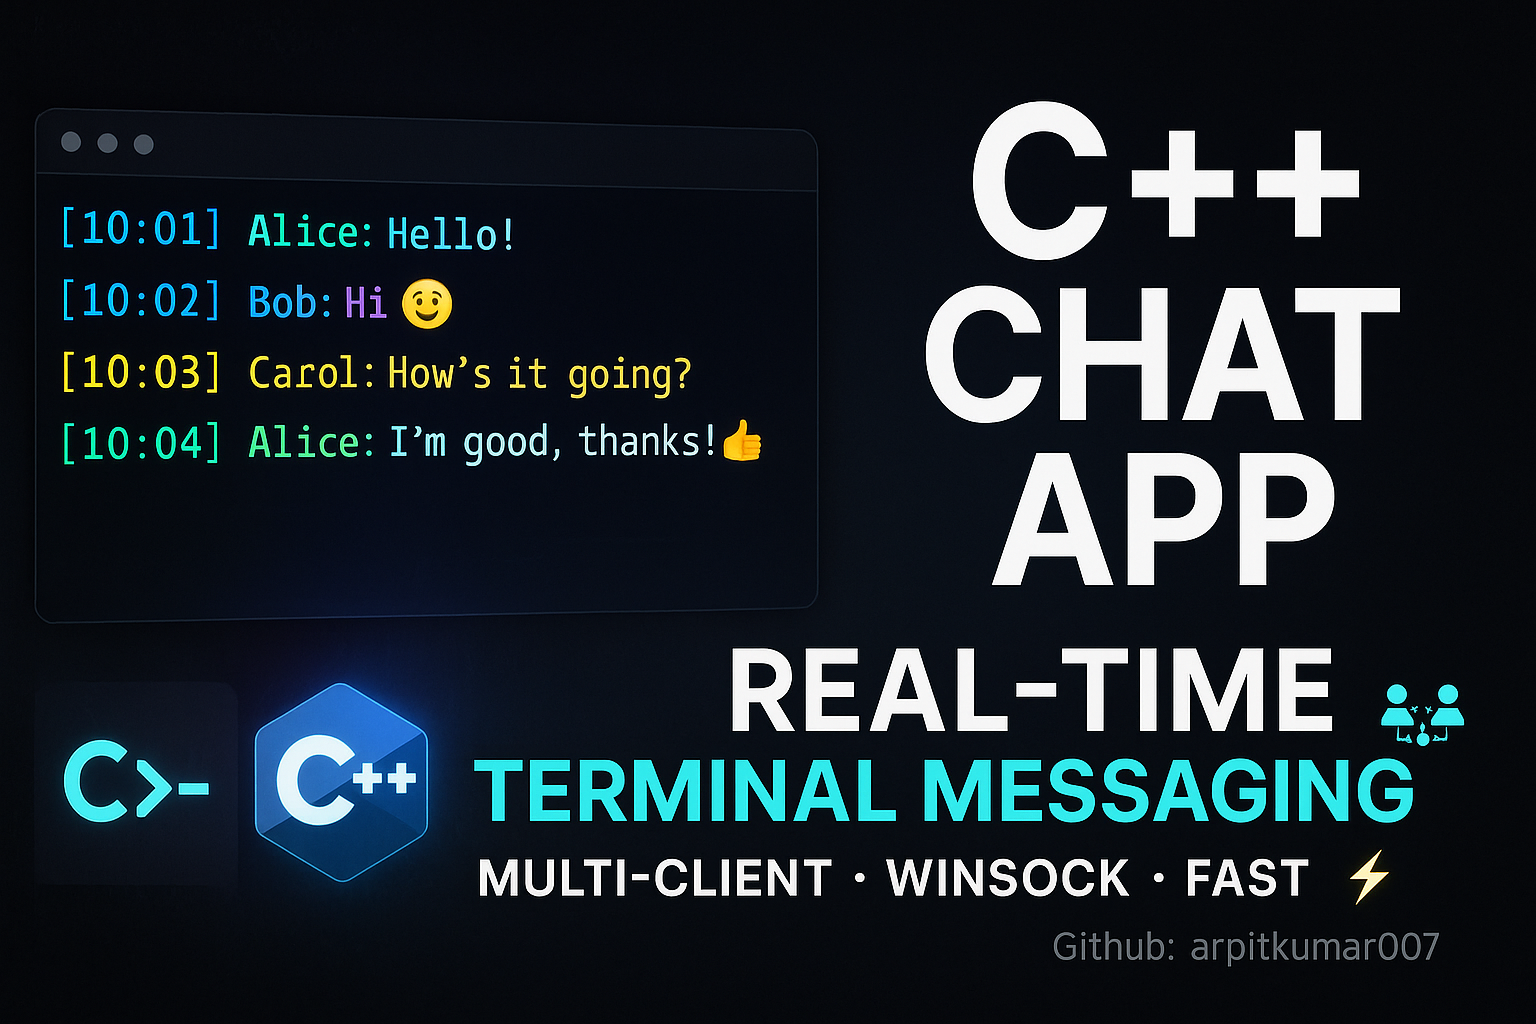 [10:01] Alice: Hello!
[10:02] Bob: Hi 😉
[10:03] Carol: How’s it going?
[10:04] Alice: I’m good, thanks!👍
C++
CHAT
APP
REAL-TIME
TERMINAL MESSAGING
MULTI-CLIENT · WINSOCK · FAST ⚡
C>-
C++
Github: arpitkumar007